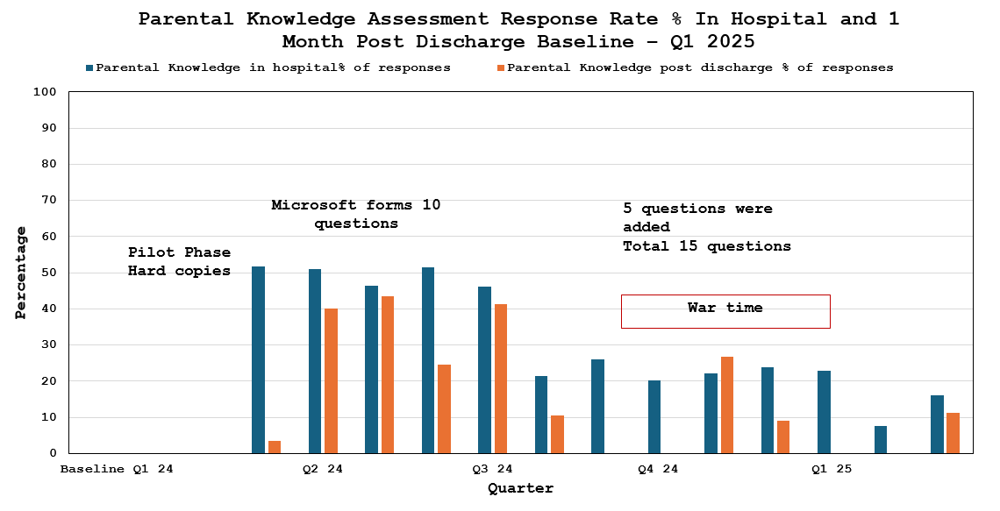 Parental Knowledge Assessment Response Rate % In Hospital and 1
Month Post Discharge Baseline – Q1 2025
Parental Knowledge in hospital% of responses
Parental Knowledge post discharge % of responses
100
90
80
70
60
50
40
30
20
10
0
Percentage
Microsoft forms 10
questions
5 questions were
added
Total 15 questions
Pilot Phase
Hard copies
War time
Baseline Q1 24
Q2 24
Q3 24
Q4 24
Q1 25
Quarter